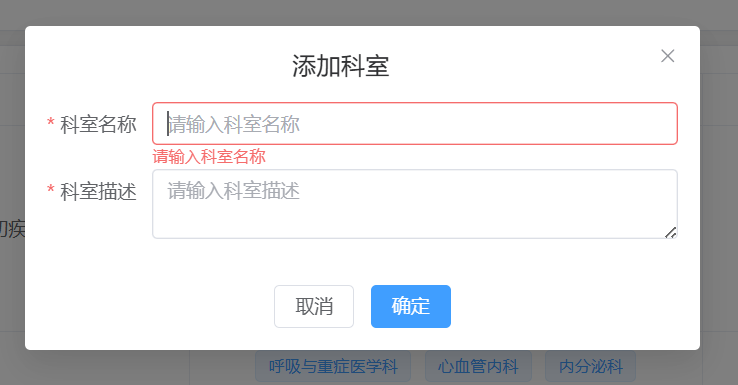 添加科室
* 科室名称 请输入科室名称
请输入科室名称
* 科室描述 请输入科室描述
取消 确定
呼吸与重症医学科 心血管内科 内分泌科